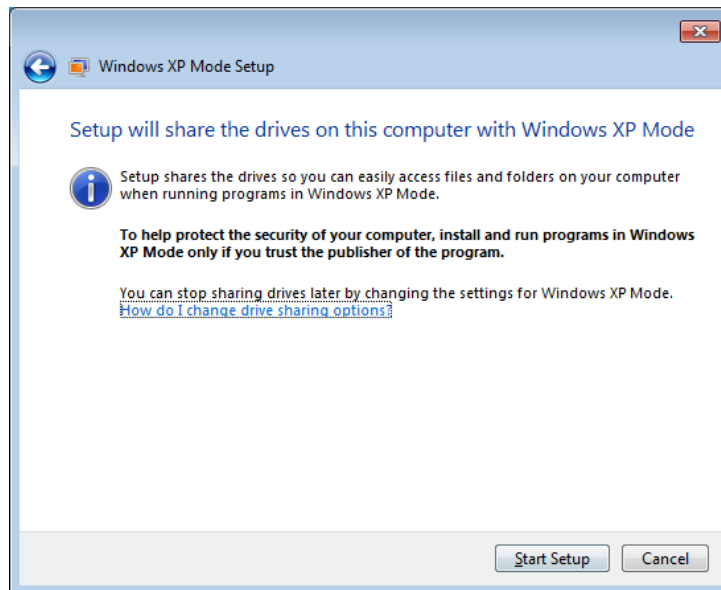 Windows XP Mode Setup
Setup will share the drives on this computer with Windows XP Mode
Setup shares the drives so you can easily access files and folders on your computer
when running programs in Windows XP Mode.
To help protect the security of your computer, install and run programs in Windows
XP Mode only if you trust the publisher of the program.
You can stop sharing drives later by changing the settings for Windows XP Mode.
How do I change drive sharing options?
Start Setup Cancel